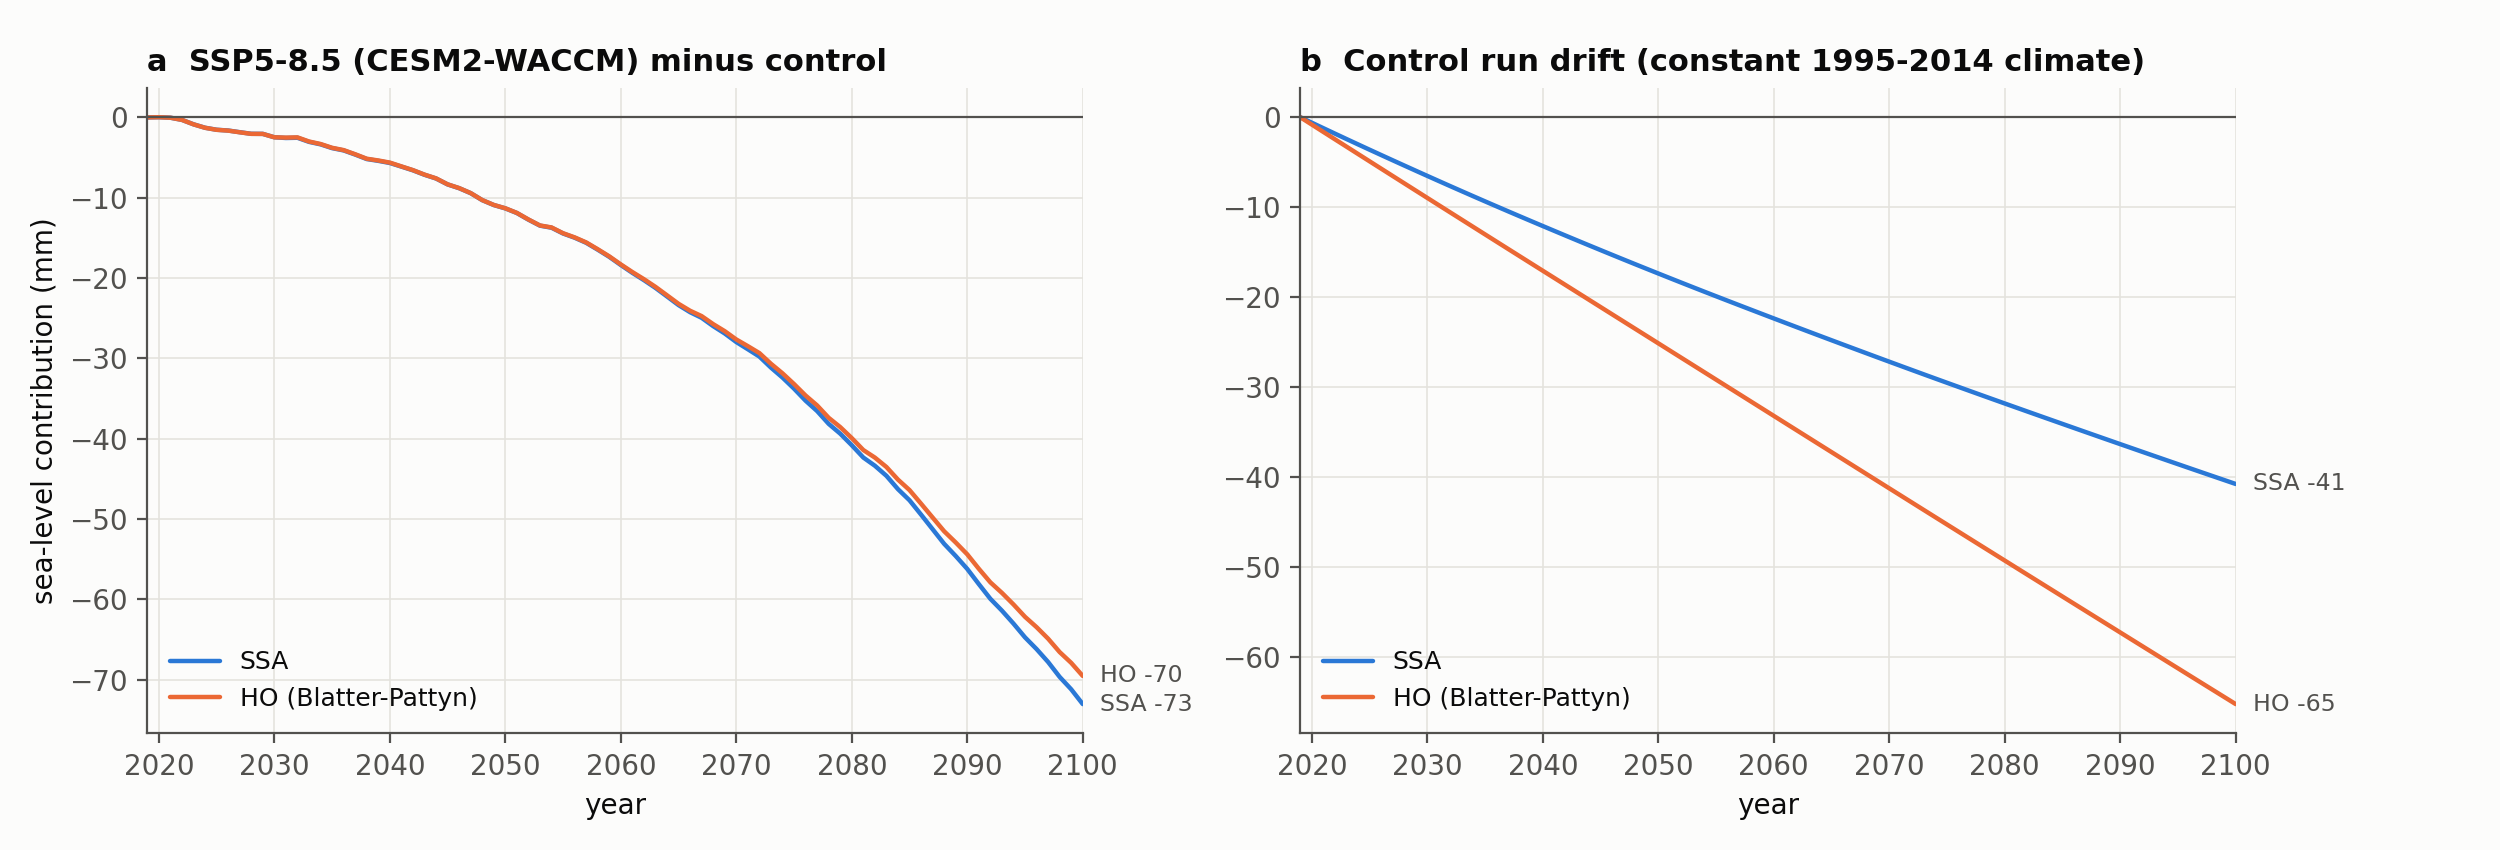 a  SSP5-8.5 (CESM2-WACCM) minus control
sea-level contribution (mm)
0
−10
−20
−30
−40
−50
−60
−70
SSA
HO (Blatter-Pattyn)
HO -70
SSA -73
2020 2030 2040 2050 2060 2070 2080 2090 2100
year
b  Control run drift (constant 1995-2014 climate)
0
−10
−20
−30
−40
−50
−60
SSA
HO (Blatter-Pattyn)
SSA -41
HO -65
2020 2030 2040 2050 2060 2070 2080 2090 2100
year